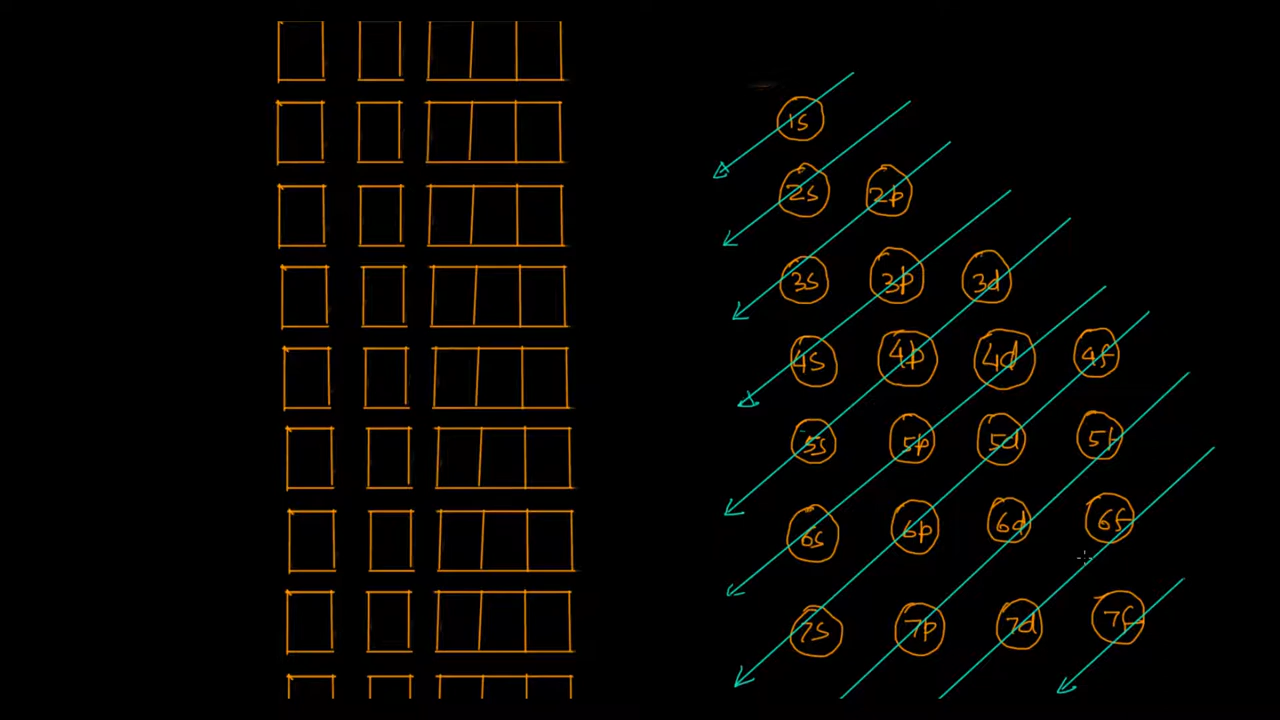 1s
2s 2p
3s 3p 3d
4s 4p 4d 4f
5s 5p 5d 5f
6s 6p 6d 6f
7s 7p 7d 7f